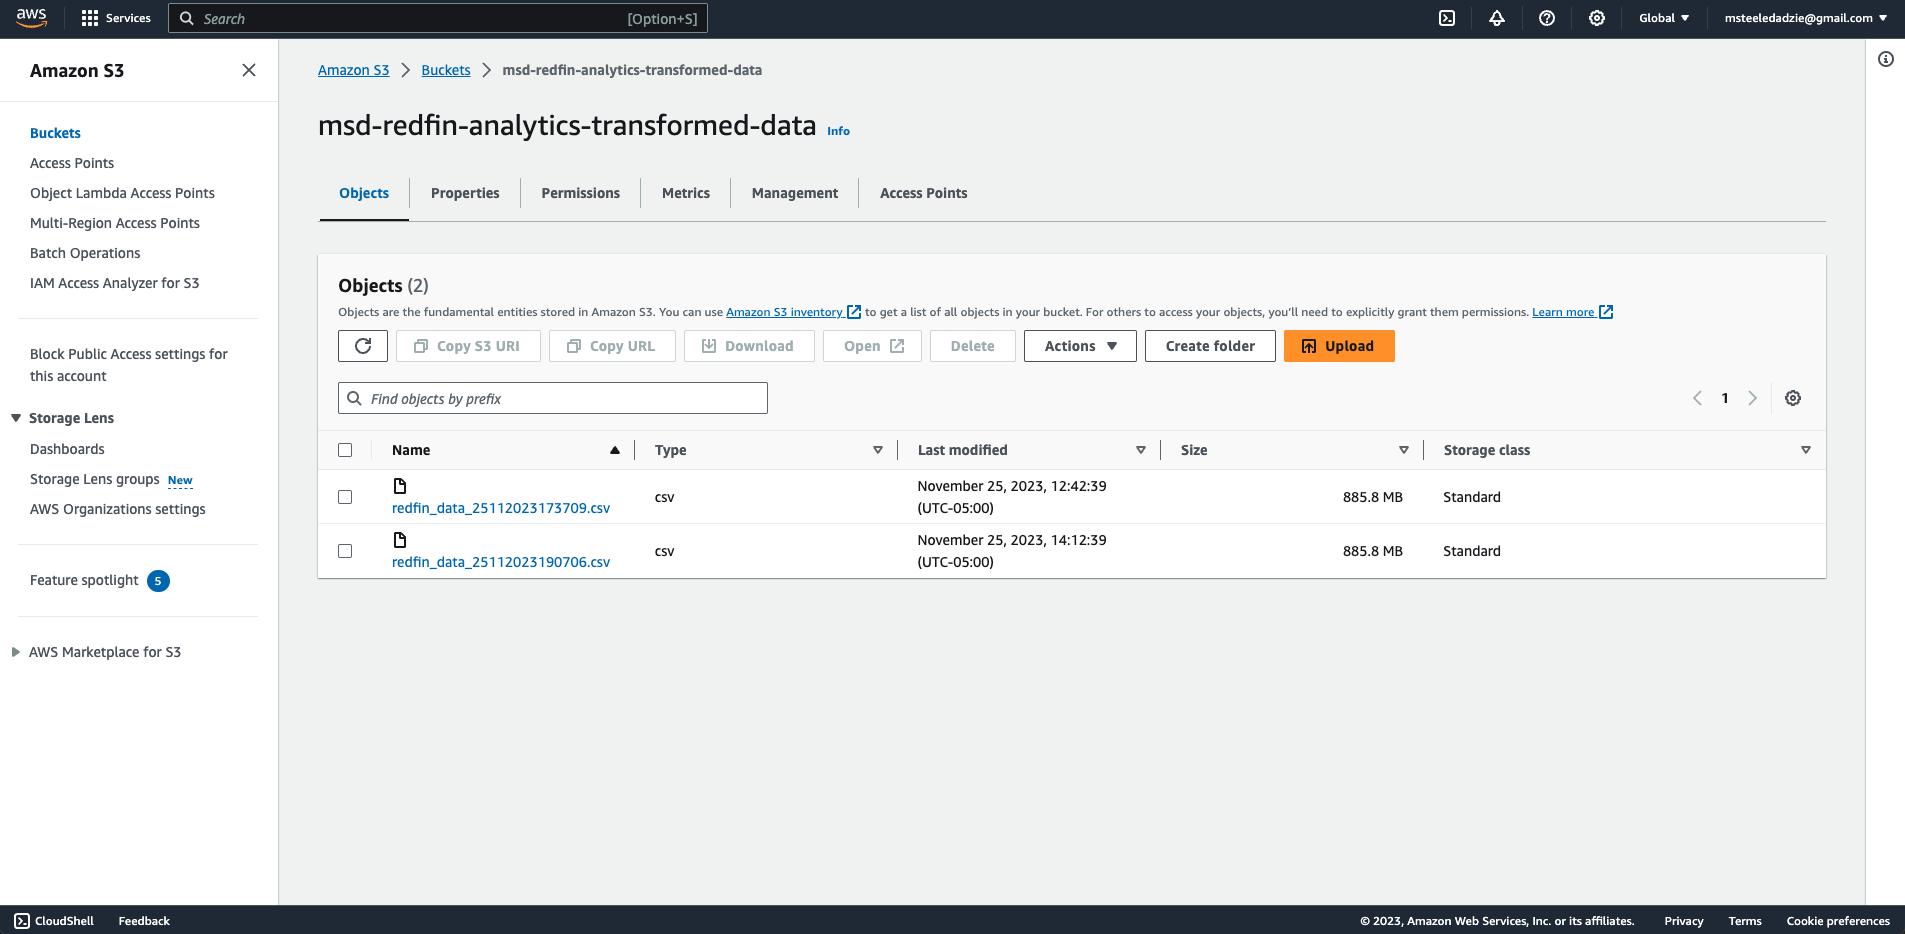 aws
Services
Search
[Option+S]
Global
msteeledadzie@gmail.com
Amazon S3
Buckets
Access Points
Object Lambda Access Points
Multi-Region Access Points
Batch Operations
IAM Access Analyzer for S3
Block Public Access settings for
this account
Storage Lens
Dashboards
Storage Lens groups New
AWS Organizations settings
Feature spotlight 5
AWS Marketplace for S3
Amazon S3 Buckets msd-redfin-analytics-transformed-data
msd-redfin-analytics-transformed-data Info
Objects Properties Permissions Metrics Management Access Points
Objects (2)
Objects are the fundamental entities stored in Amazon S3. You can use Amazon S3 inventory to get a list of all objects in your bucket. For others to access your objects, you'll need to explicitly grant them permissions. Learn more
Copy S3 URI Copy URL Download Open Delete Actions Create folder Upload
Find objects by prefix
1
Name Type Last modified Size Storage class
redfin_data_25112023173709.csv csv November 25, 2023, 12:42:39 885.8 MB Standard
(UTC-05:00)
redfin_data_25112023190706.csv csv November 25, 2023, 14:12:39 885.8 MB Standard
(UTC-05:00)
CloudShell Feedback
© 2023, Amazon Web Services, Inc. or its affiliates. Privacy Terms Cookie preferences